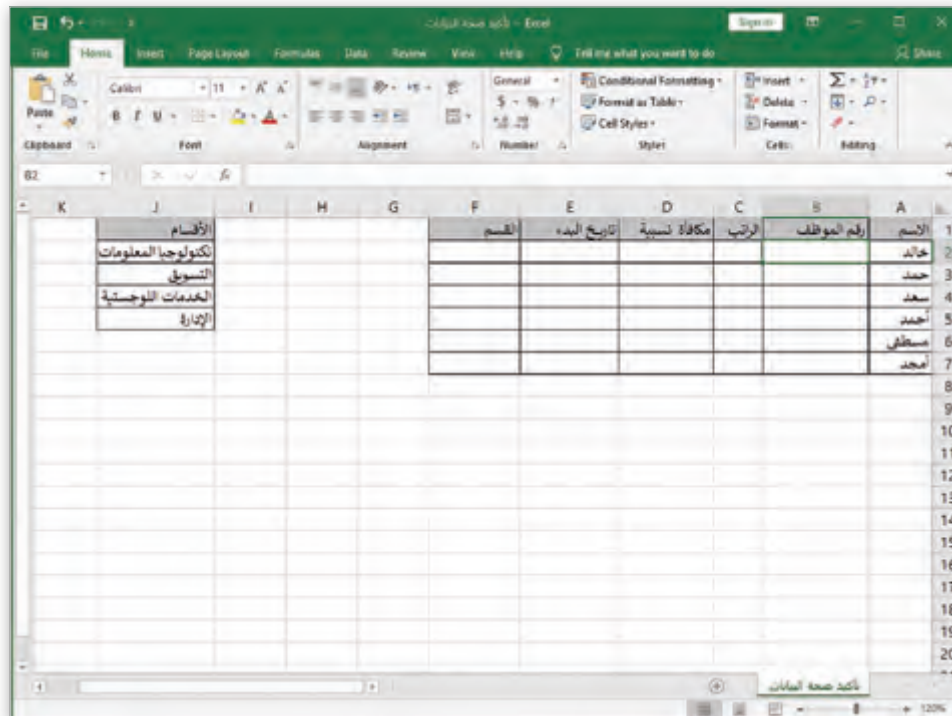 تأكيد صحة البيانات - Excel
Sign in
File Home Insert Page Layout Formulas Data Review View Help Tell me what you want to do Share
Paste
Calibri 11
B I U
General
$ - %
Conditional Formatting
Format as Table
Cell Styles
Insert
Delete
Format
Clipboard Font Alignment Number Styles Cells Editing
B2 fx
A B C D E F G H I J K
1 الاسم رقم الموظف الراتب مكافأة نسبية تاريخ البدء القسم الأقسام
2 خالد تكنولوجيا المعلومات
3 حمد التسويق
4 سعد الخدمات اللوجستية
5 أحمد الإدارة
6 مسطفى
7 أمجد
8
9
10
11
12
13
14
15
16
17
18
19
20
تأكيد صحة البيانات
120%